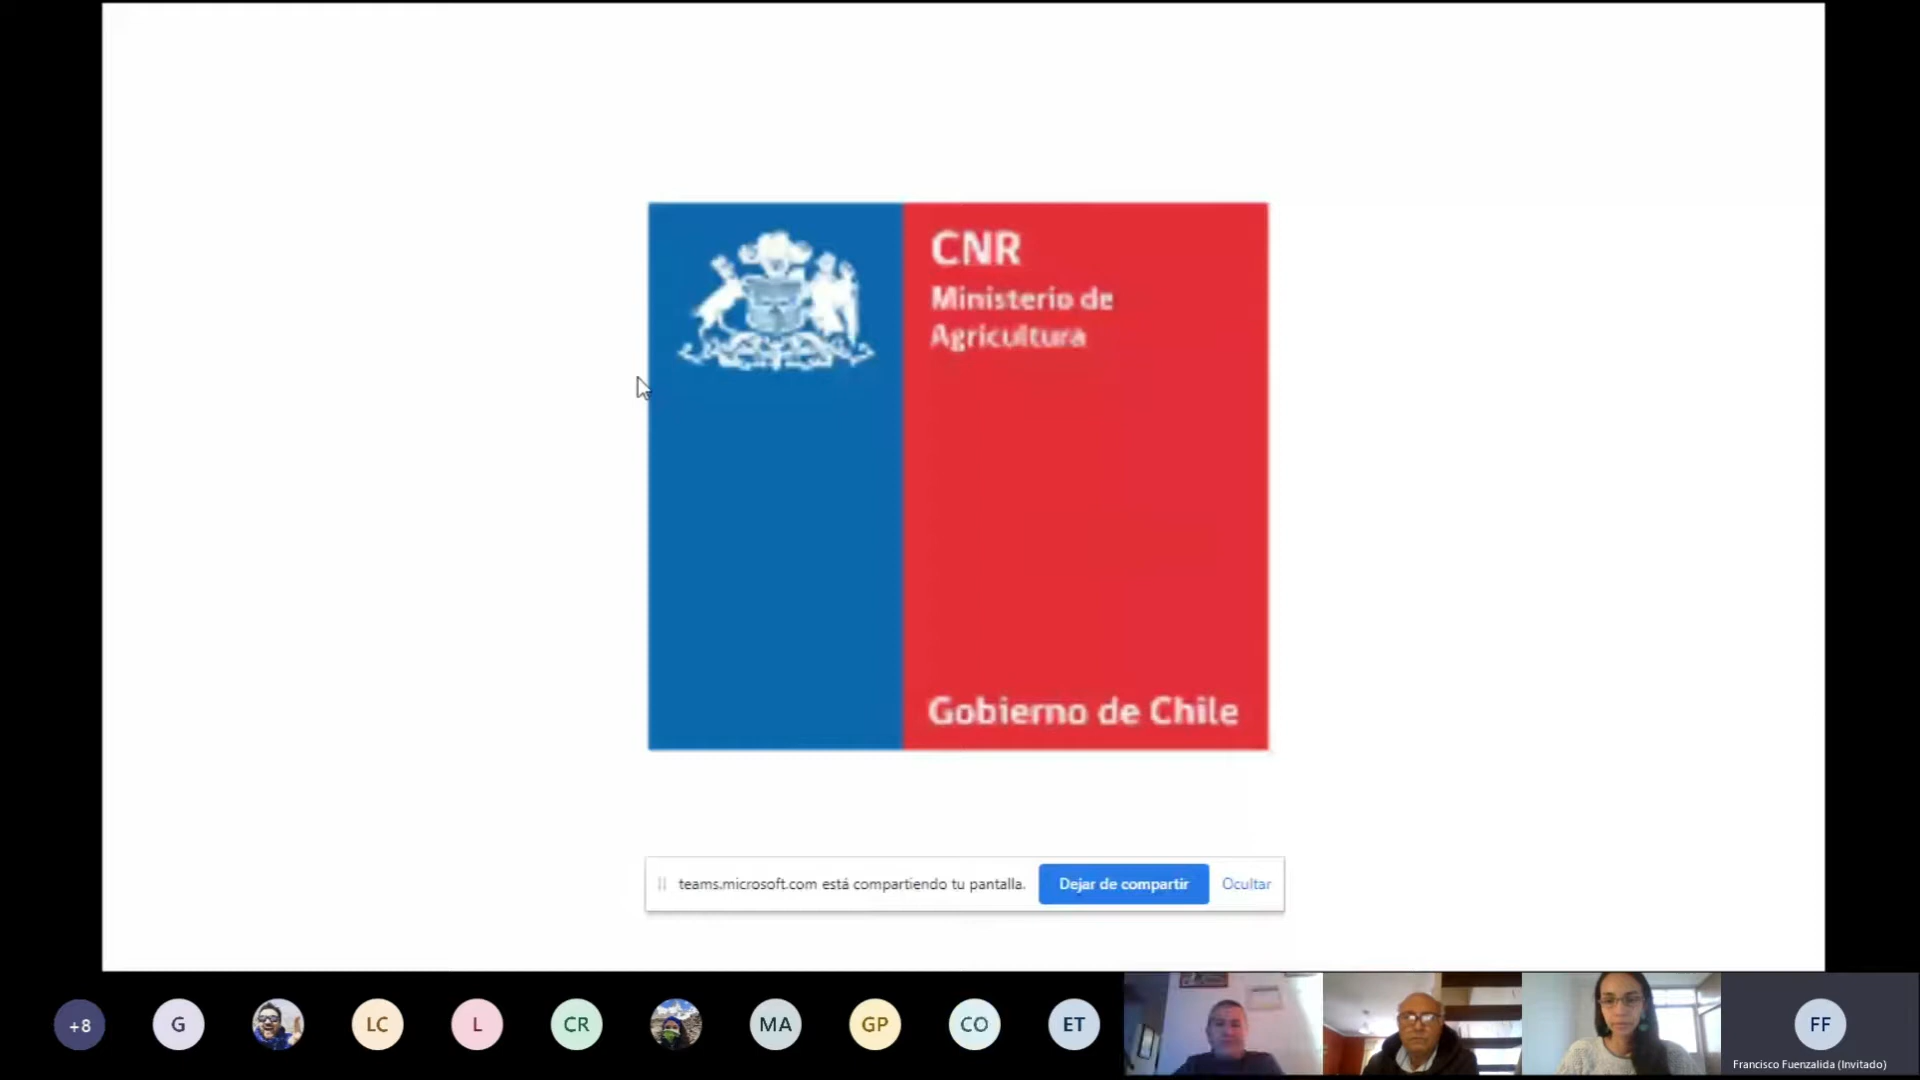 CNR
Ministerio de
Agricultura
Gobierno de Chile
teams.microsoft.com está compartiendo tu pantalla.
Dejar de compartir
Ocultar
+8
G
LC
L
CR
MA
GP
CO
ET
FF
Francisco Fuenzalida (Invitado)